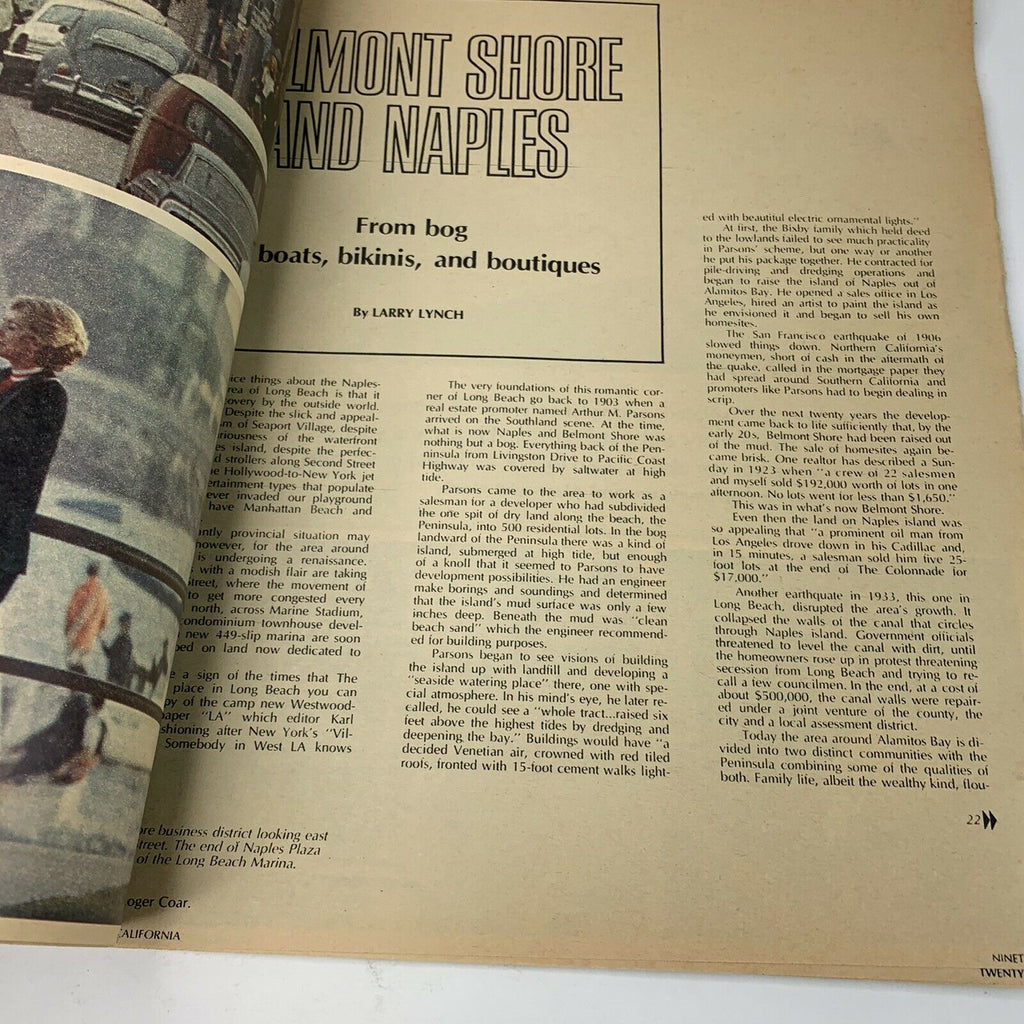 LMONT SHORE
AND NAPLES
From bog
boats, bikinis, and boutiques
By LARRY LYNCH
ice things about the Naples-
rea of Long Beach is that it
covery by the outside world.
Despite the slick and appeal-
m of Seaport Village, despite
riousness of the waterfront
es island, despite the perfec-
d strollers along Second Street
e Hollywood-to-New York jet
ertainment types that populate
ever invaded our playground
have Manhattan Beach and
ntly provincial situation may
however, for the area around
is undergoing a renaissance.
with a modish flair are taking
treet, where the movement of
to get more congested every
north, across Marine Stadium,
condominium townhouse devel-
new 449-slip marina are soon
ed on land now dedicated to
e a sign of the times that The
place in Long Beach you can
py of the camp new Westwood-
paper "LA" which editor Karl
shioning after New York's "Vil-
Somebody in West LA knows
ore business district looking east
treet. The end of Naples Plaza
of the Long Beach Marina.
oger Coar.
CALIFORNIA
The very foundations of this romantic cor-
ner of Long Beach go back to 1903 when a
real estate promoter named Arthur M. Parsons
arrived on the Southland scene. At the time,
what is now Naples and Belmont Shore was
nothing but a bog. Everything back of the Pen-
ninsula from Livingston Drive to Pacific Coast
Highway was covered by saltwater at high
tide.
Parsons came to the area to work as a
salesman for a developer who had subdivided
the one spit of dry land along the beach, the
Peninsula, into 500 residential lots. In the bog
landward of the Peninsula there was a kind of
island, submerged at high tide, but enough
of a knoll that it seemed to Parsons to have
development possibilities. He had an engineer
make borings and soundings and determined
that the island's mud surface was only a few
inches deep. Beneath the mud was "clean
beach sand" which the engineer recommend-
ed for building purposes.
Parsons began to see visions of building
the island up with landfill and developing a
"seaside watering place" there, one with spe-
cial atmosphere. In his mind's eye, he later re-
called, he could see a "whole tract...raised six
feet above the highest tides by dredging and
deepening the bay." Buildings would have "a
decided Venetian air, crowned with red tiled
roofs, fronted with 15-foot cement walks light-
ed with beautiful electric ornamental lights."
At first, the Bixby family which held deed
to the lowlands failed to see much practicality
in Parsons' scheme, but one way or another
he put his package together. He contracted for
pile-driving and dredging operations and
began to raise the island of Naples out of
Alamitos Bay. He opened a sales office in Los
Angeles, hired an artist to paint the island as
he envisioned it and began to sell his own
homesites.
The San Francisco earthquake of 1906
slowed things down. Northern California's
moneymen, short of cash in the aftermath of
the quake, called in the mortgage paper they
had spread around Southern California and
promoters like Parsons had to begin dealing in
scrip.
Over the next twenty years the develop-
ment came back to life sufficiently that, by the
early 20s, Belmont Shore had been raised out
of the mud. The sale of homesites again be-
came brisk. One realtor has described a Sun-
day in 1923 when "a crew of 22 salesmen
and myself sold $192,000 worth of lots in one
afternoon. No lots went for less than $1,650."
This was in what's now Belmont Shore.
Even then the land on Naples island was
so appealing that "a prominent oil man from
Los Angeles drove down in his Cadillac and,
in 15 minutes, a salesman sold him five 25-
foot lots at the end of The Colonnade for
$17,000."
Another earthquake in 1933, this one in
Long Beach, disrupted the area's growth. It
collapsed the walls of the canal that circles
through Naples island. Government officials
threatened to level the canal with dirt, until
the homeowners rose up in protest threatening
secession from Long Beach and trying to re-
call a few councilmen. In the end, at a cost of
about $500,000, the canal walls were repair-
ed under a joint venture of the county, the
city and a local assessment district.
Today the area around Alamitos Bay is di-
vided into two distinct communities with the
Peninsula combining some of the qualities of
both. Family life, albeit the wealthy kind, flou-
22
NINET
TWENTY